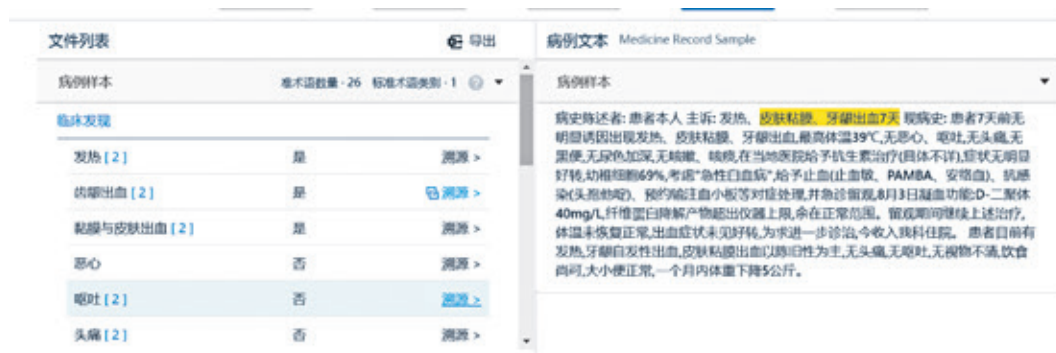 文件列表 导出
病例样本 准术语数量·26 标准术语类别·1
临床发现
发热 [2] 是 溯源 >
齿龈出血 [2] 是 溯源 >
黏膜与皮肤出血 [2] 是 溯源 >
恶心 否 溯源 >
呕吐 [2] 否 溯源 >
头痛 [2] 否 溯源 >
病例文本 Medicine Record Sample
病例样本
病史陈述者: 患者本人 主诉: 发热、皮肤粘膜、牙龈出血7天 现病史: 患者7天前无
明显诱因出现发热、皮肤粘膜、牙龈出血,最高体温39℃,无恶心、呕吐,无头痛,无
黑便,无尿色加深,无咳嗽、咳痰,在当地医院给予抗生素治疗(具体不详),症状无明显
好转,幼稚细胞69%,考虑"急性白血病",给予止血(止血敏、PAMBA、安络血)、抗感
染(头孢他啶)、预约输注血小板等对症处理,并急诊留观,8月3日凝血功能:D-二聚体
40mg/L,纤维蛋白降解产物超出仪器上限,余在正常范围。留观期间继续上述治疗,
体温未恢复正常,出血症状未见好转,为求进一步诊治,今收入我科住院。 患者目前有
发热,牙龈自发性出血,皮肤粘膜出血以陈旧性为主,无头痛,无呕吐,无视物不清,饮食
尚可,大小便正常,一个月内体重下降5公斤。